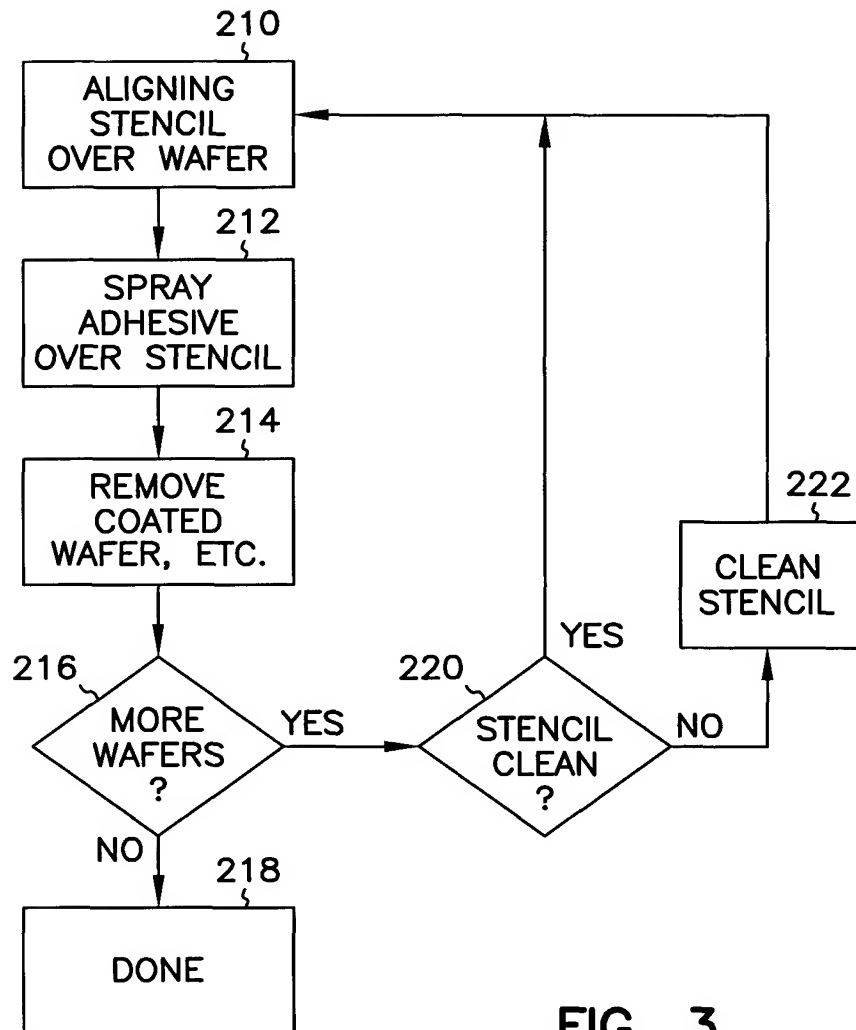 210
ALIGNING
STENCIL
OVER WAFER
212
SPRAY
ADHESIVE
OVER STENCIL
214
REMOVE
COATED
WAFER, ETC.
222
CLEAN
STENCIL
216
MORE
WAFERS
?
YES
NO
220
STENCIL
CLEAN
?
YES
NO
218
DONE
FIG. 3